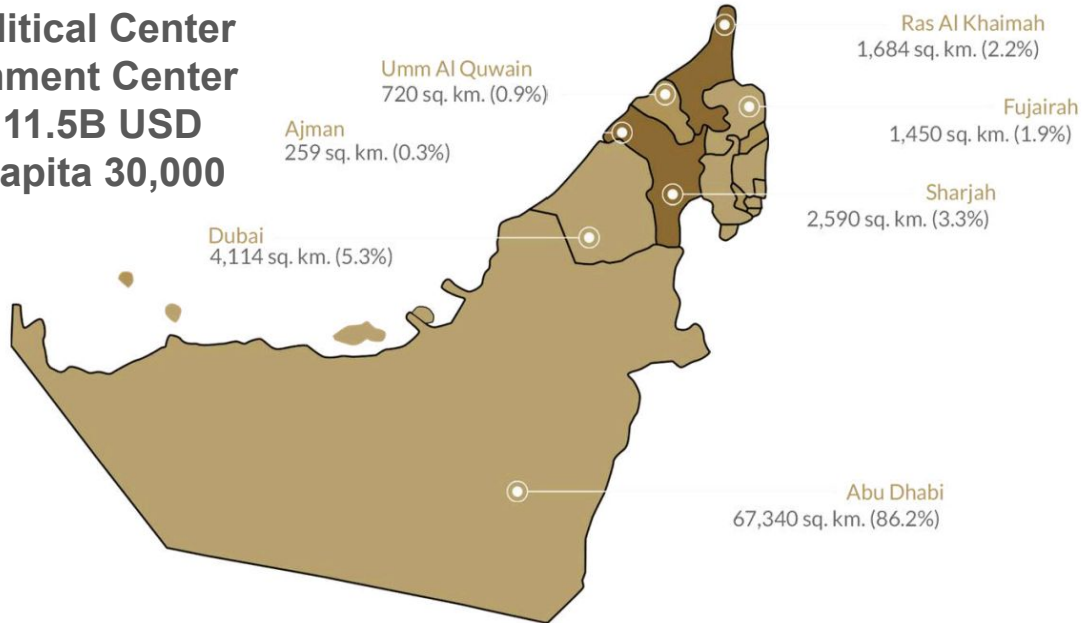 litical Center
nment Center
11.5B USD
apita 30,000
Ras Al Khaimah
1,684 sq. km. (2.2%)
Umm Al Quwain
720 sq. km. (0.9%)
Fujairah
1,450 sq. km. (1.9%)
Ajman
259 sq. km. (0.3%)
Sharjah
2,590 sq. km. (3.3%)
Dubai
4,114 sq. km. (5.3%)
Abu Dhabi
67,340 sq. km. (86.2%)